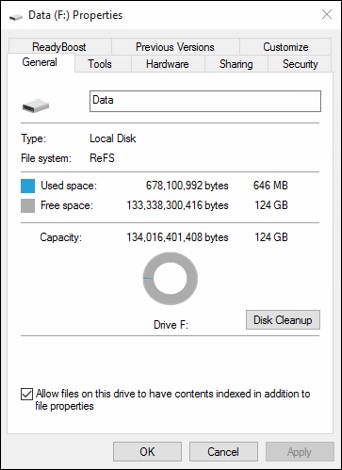 Data (F:) Properties
ReadyBoost Previous Versions Customize
General Tools Hardware Sharing Security
Data
Type: Local Disk
File system: ReFS
Used space: 678,100,992 bytes 646 MB
Free space: 133,338,300,416 bytes 124 GB
Capacity: 134,016,401,408 bytes 124 GB
Drive F: Disk Cleanup
Allow files on this drive to have contents indexed in addition to
file properties
OK Cancel Apply